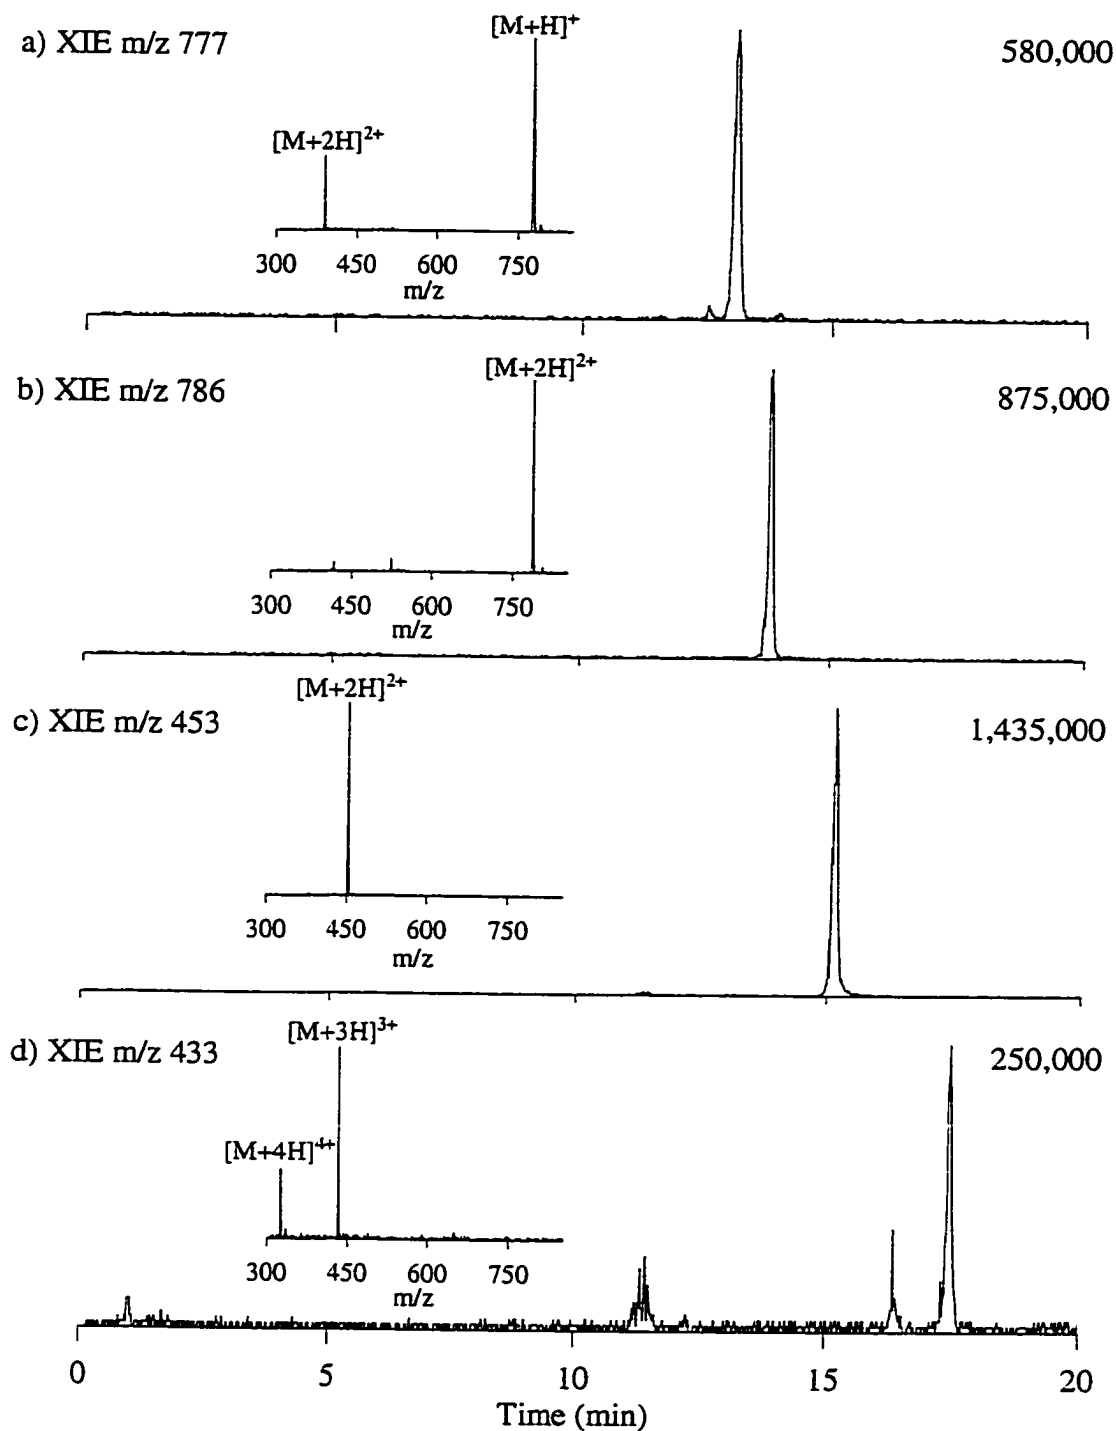 a) XIE m/z 777
[M+H]+
580,000
[M+2H]2+
300 450 600 750
m/z
b) XIE m/z 786
[M+2H]2+
875,000
300 450 600 750
m/z
c) XIE m/z 453
[M+2H]2+
1,435,000
300 450 600 750
m/z
d) XIE m/z 433
[M+3H]3+
250,000
[M+4H]4+
300 450 600 750
m/z
0 5 10 15 20
Time (min)